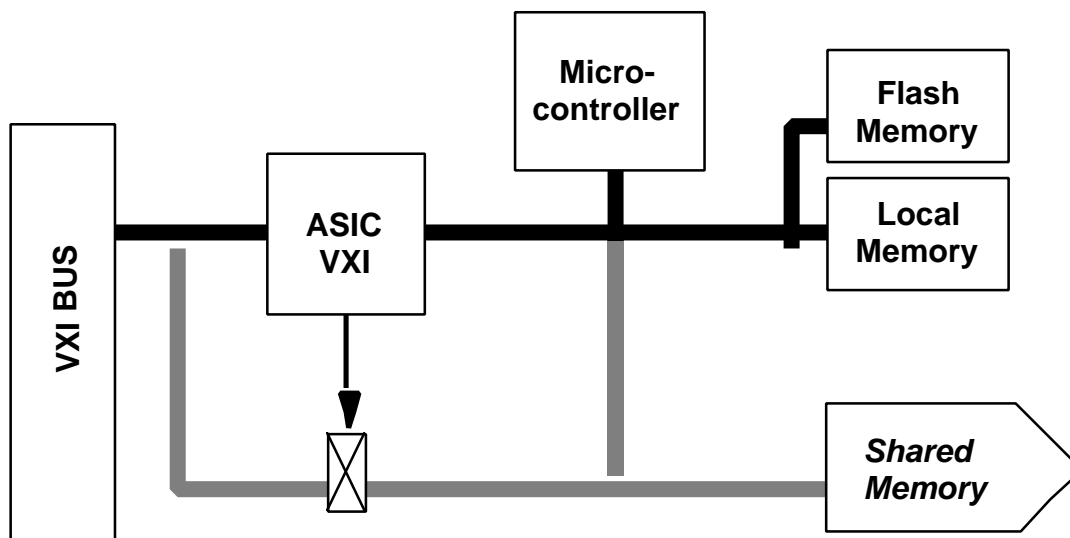 Micro-
controller
Flash
Memory
VXI BUS
ASIC
VXI
Local
Memory
Shared
Memory